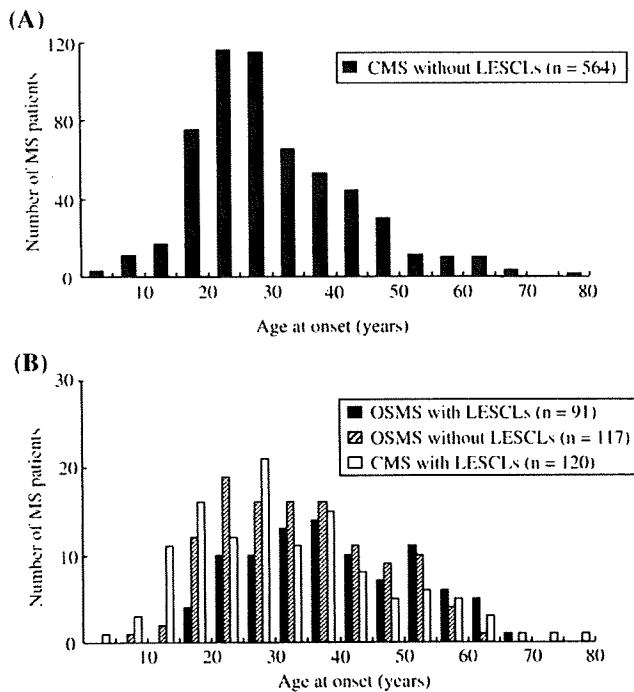 (A)
120
80
40
0
Number of MS patients
CMS without LESCLs (n = 564)
10 20 30 40 50 60 70 80
Age at onset (years)
(B)
30
20
10
0
Number of MS patients
OSMS with LESCLs (n = 91)
OSMS without LESCLs (n = 117)
CMS with LESCLs (n = 120)
10 20 30 40 50 60 70 80
Age at onset (years)